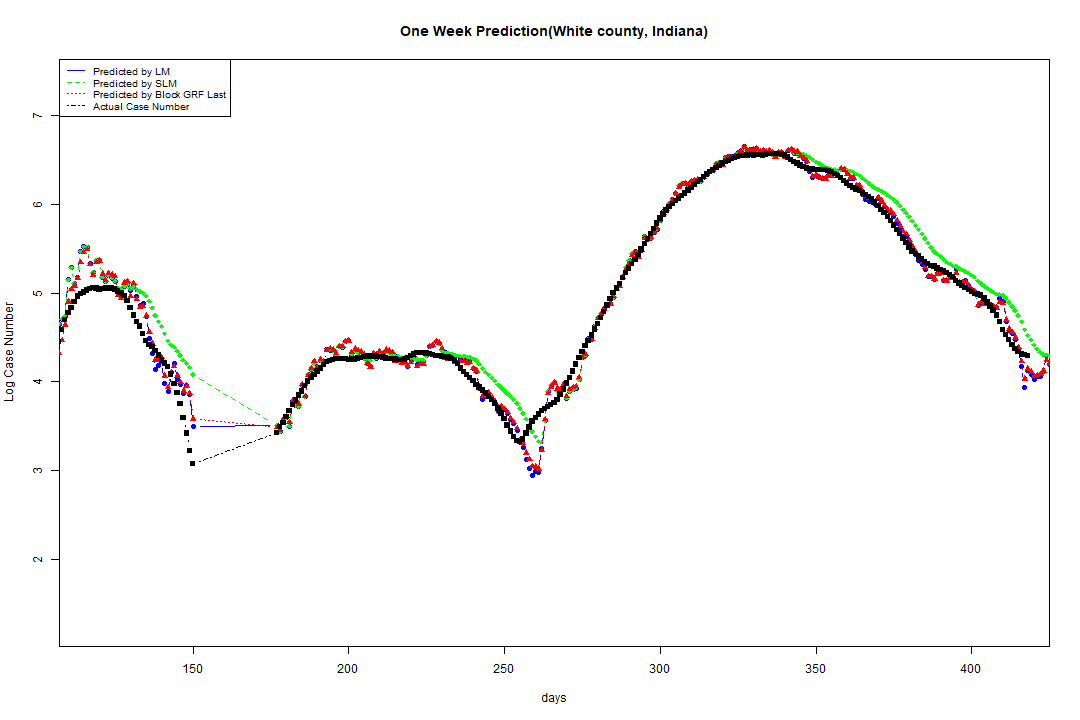 One Week Prediction(White county, Indiana)
Predicted by LM
Predicted by SLM
Predicted by Block GRF Last
Actual Case Number
Log Case Number
7
6
5
4
3
2
150 200 250 300 350 400
days